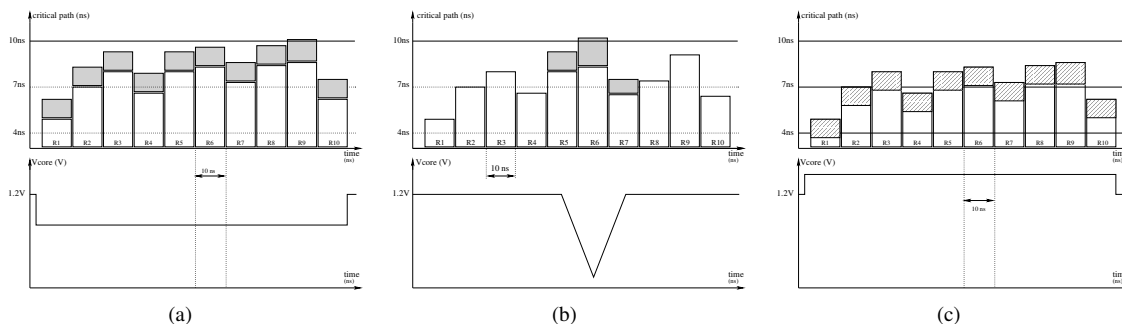 critical path (ns)
10ns
7ns
4ns
R1 R2 R3 R4 R5 R6 R7 R8 R9 R10
time
(ns)
Vcore (V)
10 ns
1.2V
time
(ns)
(a)
critical path (ns)
10ns
7ns
4ns
R1 R2 R3 R4 R5 R6 R7 R8 R9 R10
time
(ns)
Vcore (V)
10 ns
1.2V
time
(ns)
(b)
critical path (ns)
10ns
7ns
4ns
R1 R2 R3 R4 R5 R6 R7 R8 R9 R10
time
(ns)
Vcore (V)
1.2V
10 ns
time
(ns)
(c)